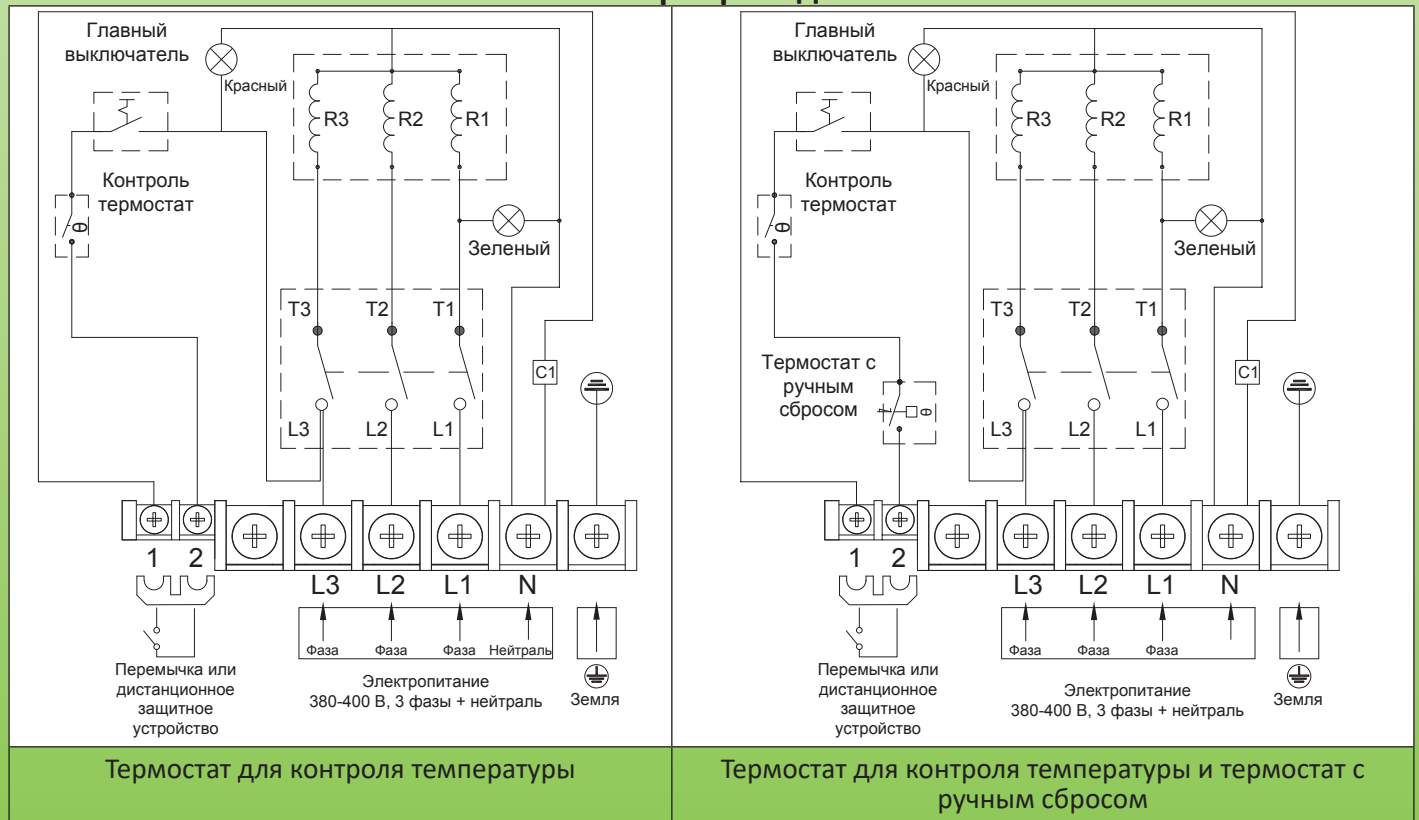 Главный
выключатель
Красный
R3 R2 R1
Контроль
термостат
θ
Зеленый
T3 T2 T1
C1
L3 L2 L1
1 2 L3 L2 L1 N
Фаза Фаза Фаза Нейтраль
Перемычка или
дистанционное
защитное
устройство
Электропитание
380-400 В, 3 фазы + нейтраль
Земля
Термостат для контроля температуры
Главный
выключатель
Красный
R3 R2 R1
Контроль
термостат
θ
Зеленый
T3 T2 T1
Термостат с
ручным
сбросом
θ
C1
L3 L2 L1
1 2 L3 L2 L1 N
Фаза Фаза Фаза
Перемычка или
дистанционное
защитное
устройство
Электропитание
380-400 В, 3 фазы + нейтраль
Земля
Термостат для контроля температуры и термостат с
ручным сбросом